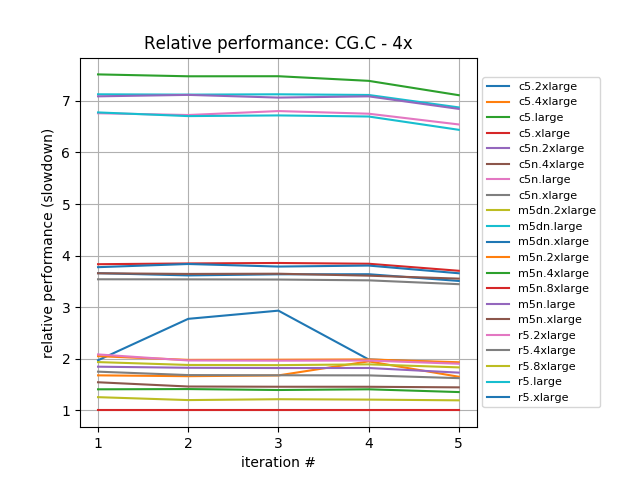 Relative performance: CG.C - 4x
relative performance (slowdown)
7
6
5
4
3
2
1
1 2 3 4 5
iteration #
c5.2xlarge
c5.4xlarge
c5.large
c5.xlarge
c5n.2xlarge
c5n.4xlarge
c5n.large
c5n.xlarge
m5dn.2xlarge
m5dn.large
m5dn.xlarge
m5n.2xlarge
m5n.4xlarge
m5n.8xlarge
m5n.large
m5n.xlarge
r5.2xlarge
r5.4xlarge
r5.8xlarge
r5.large
r5.xlarge